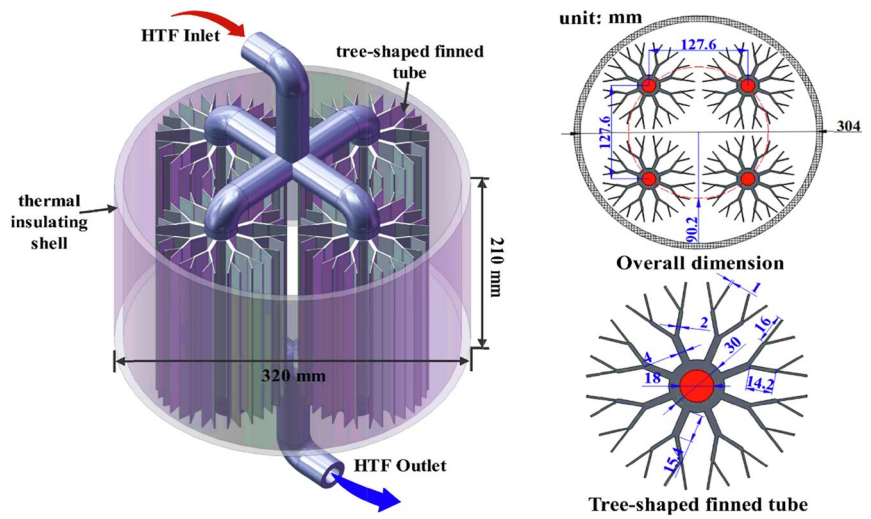 HTF Inlet
tree-shaped finned
tube
thermal
insulating
shell
210 mm
320 mm
HTF Outlet
unit: mm
127.6
127.6
304
90.2
Overall dimension
1
2
16
4
30
18
14.2
15.4
Tree-shaped finned tube